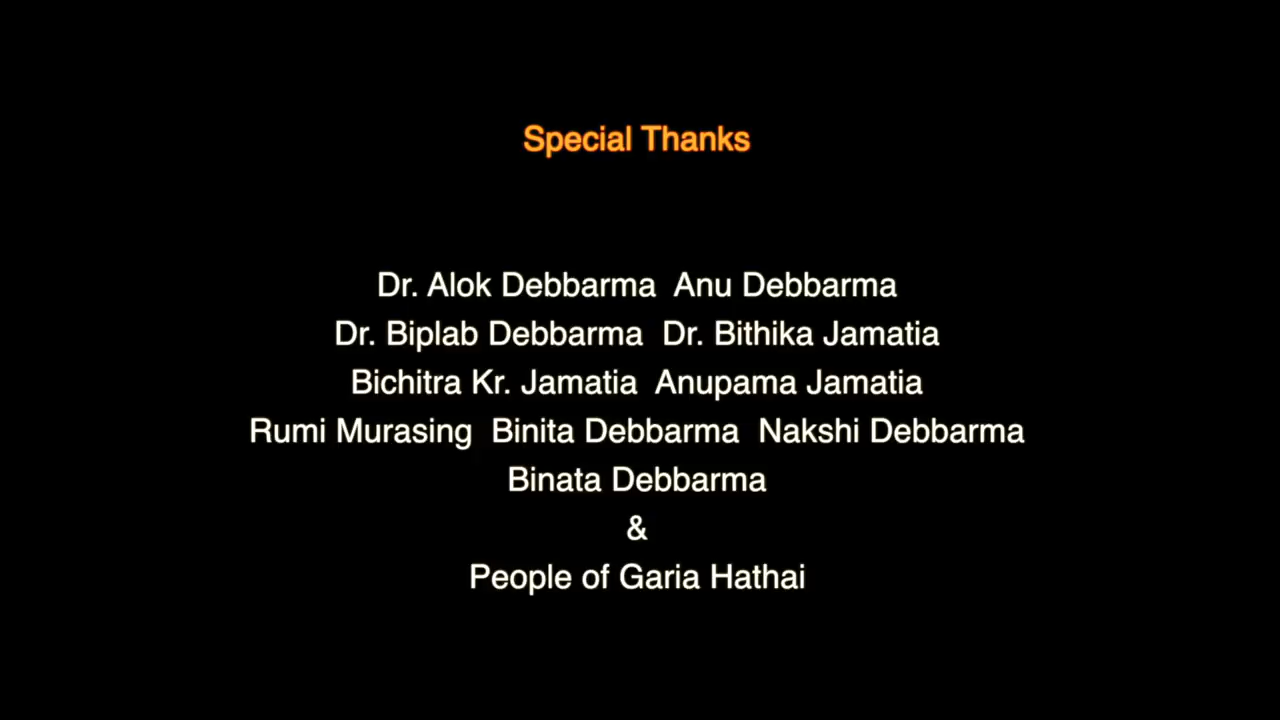 Special Thanks
Dr. Alok Debbarma  Anu Debbarma
Dr. Biplab Debbarma  Dr. Bithika Jamatia
Bichitra Kr. Jamatia  Anupama Jamatia
Rumi Murasing  Binita Debbarma  Nakshi Debbarma
Binata Debbarma
&
People of Garia Hathai